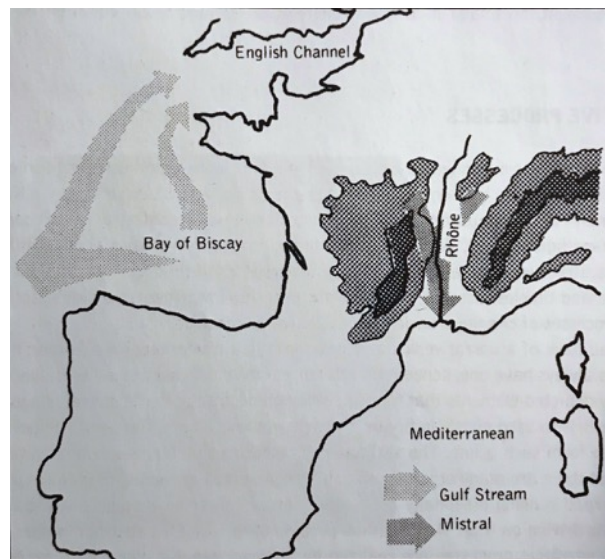 English Channel
Bay of Biscay
Rhône
Mediterranean
Gulf Stream
Mistral